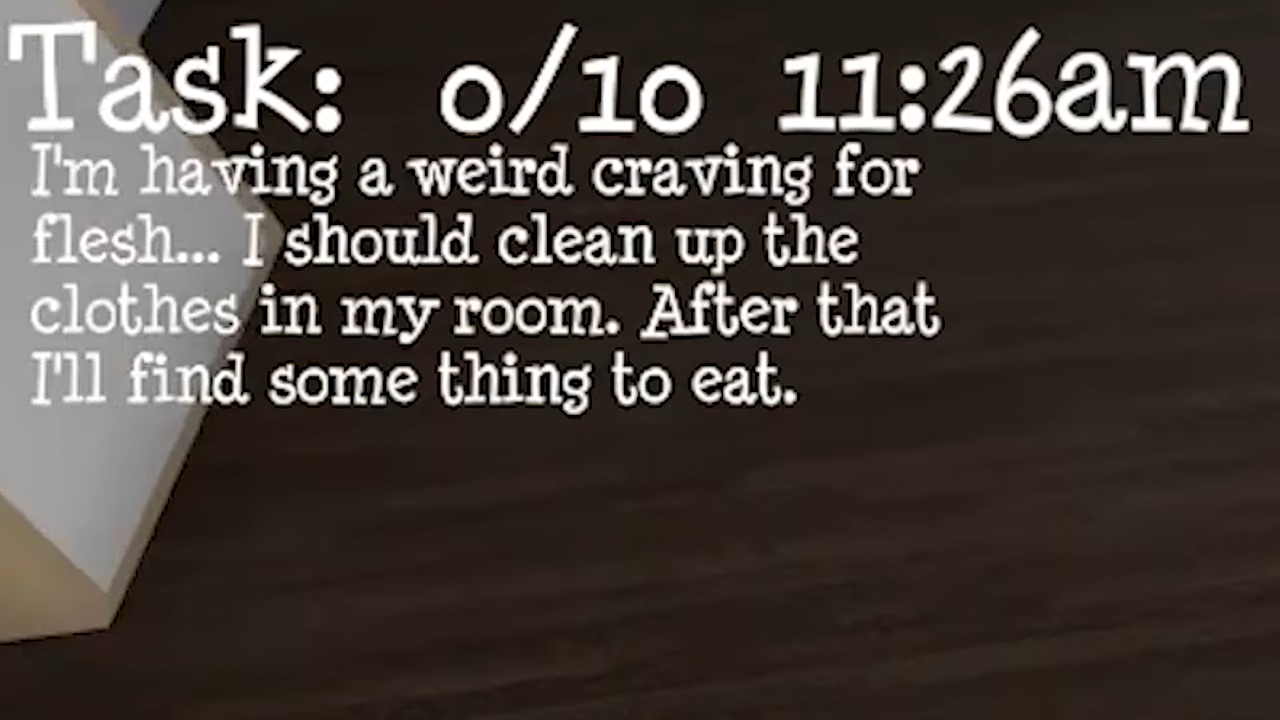 Task: 0/10 11:26am
I'm having a weird craving for
flesh... I should clean up the
clothes in my room. After that
I'll find some thing to eat.